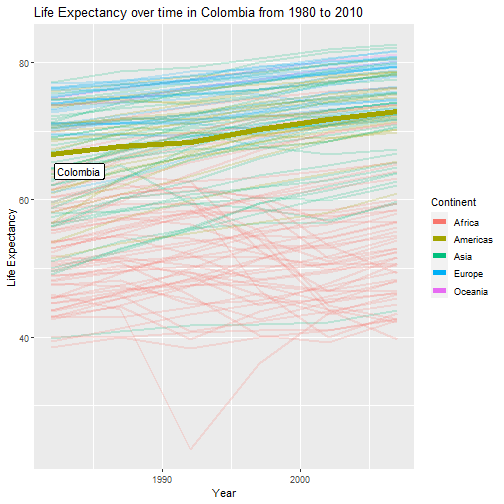 Life Expectancy over time in Colombia from 1980 to 2010
80
60
40
Life Expectancy
Colombia
1990
2000
Year
Continent
Africa
Americas
Asia
Europe
Oceania